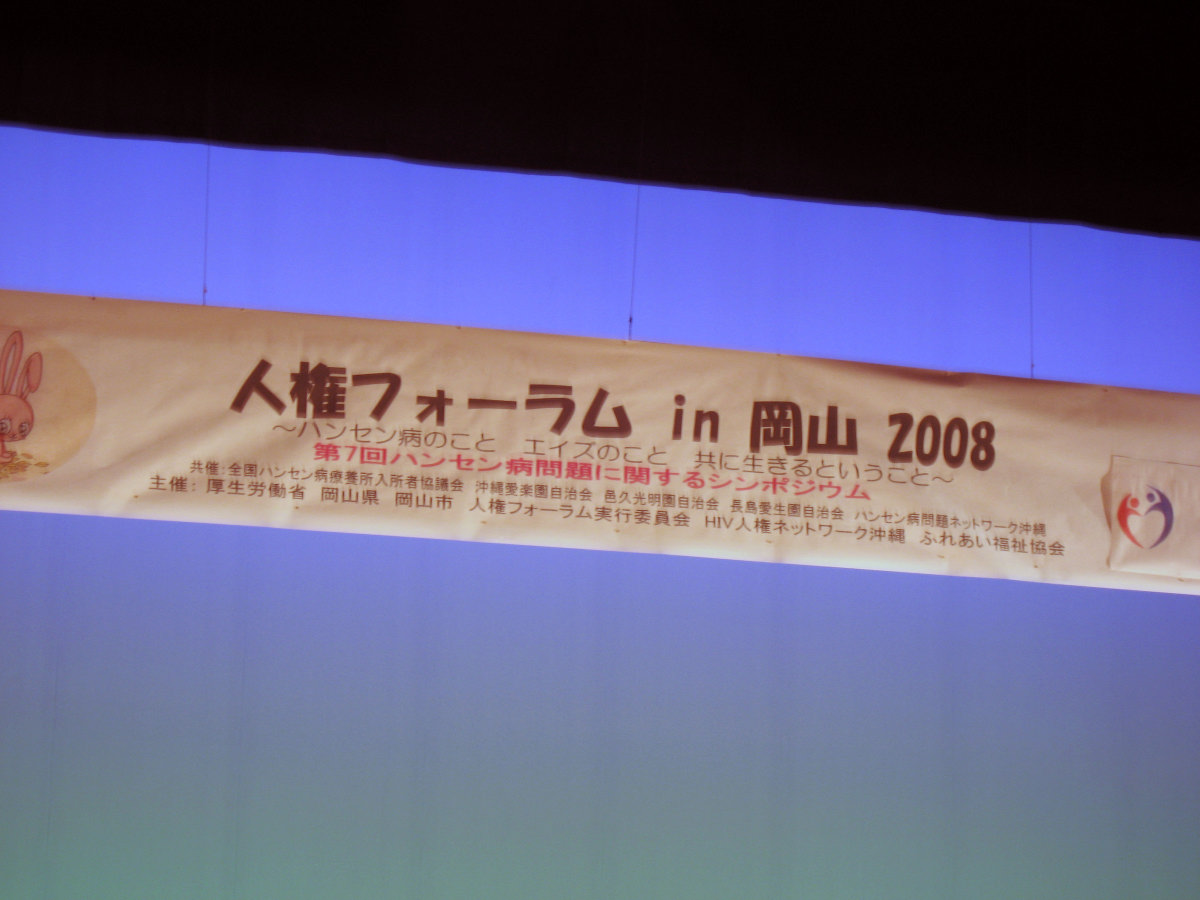 人権フォーラム in 岡山 2008
～ハンセン病のこと エイズのこと 共に生きるということ～
第7回ハンセン病問題に関するシンポジウム
共催：全国ハンセン病療養所入所者協議会 沖縄愛楽園自治会 邑久光明園自治会 長島愛生園自治会 ハンセン病問題ネットワーク沖縄
主催：厚生労働省 岡山県 岡山市 人権フォーラム実行委員会 HIV人権ネットワーク沖縄 ふれあい福祉協会